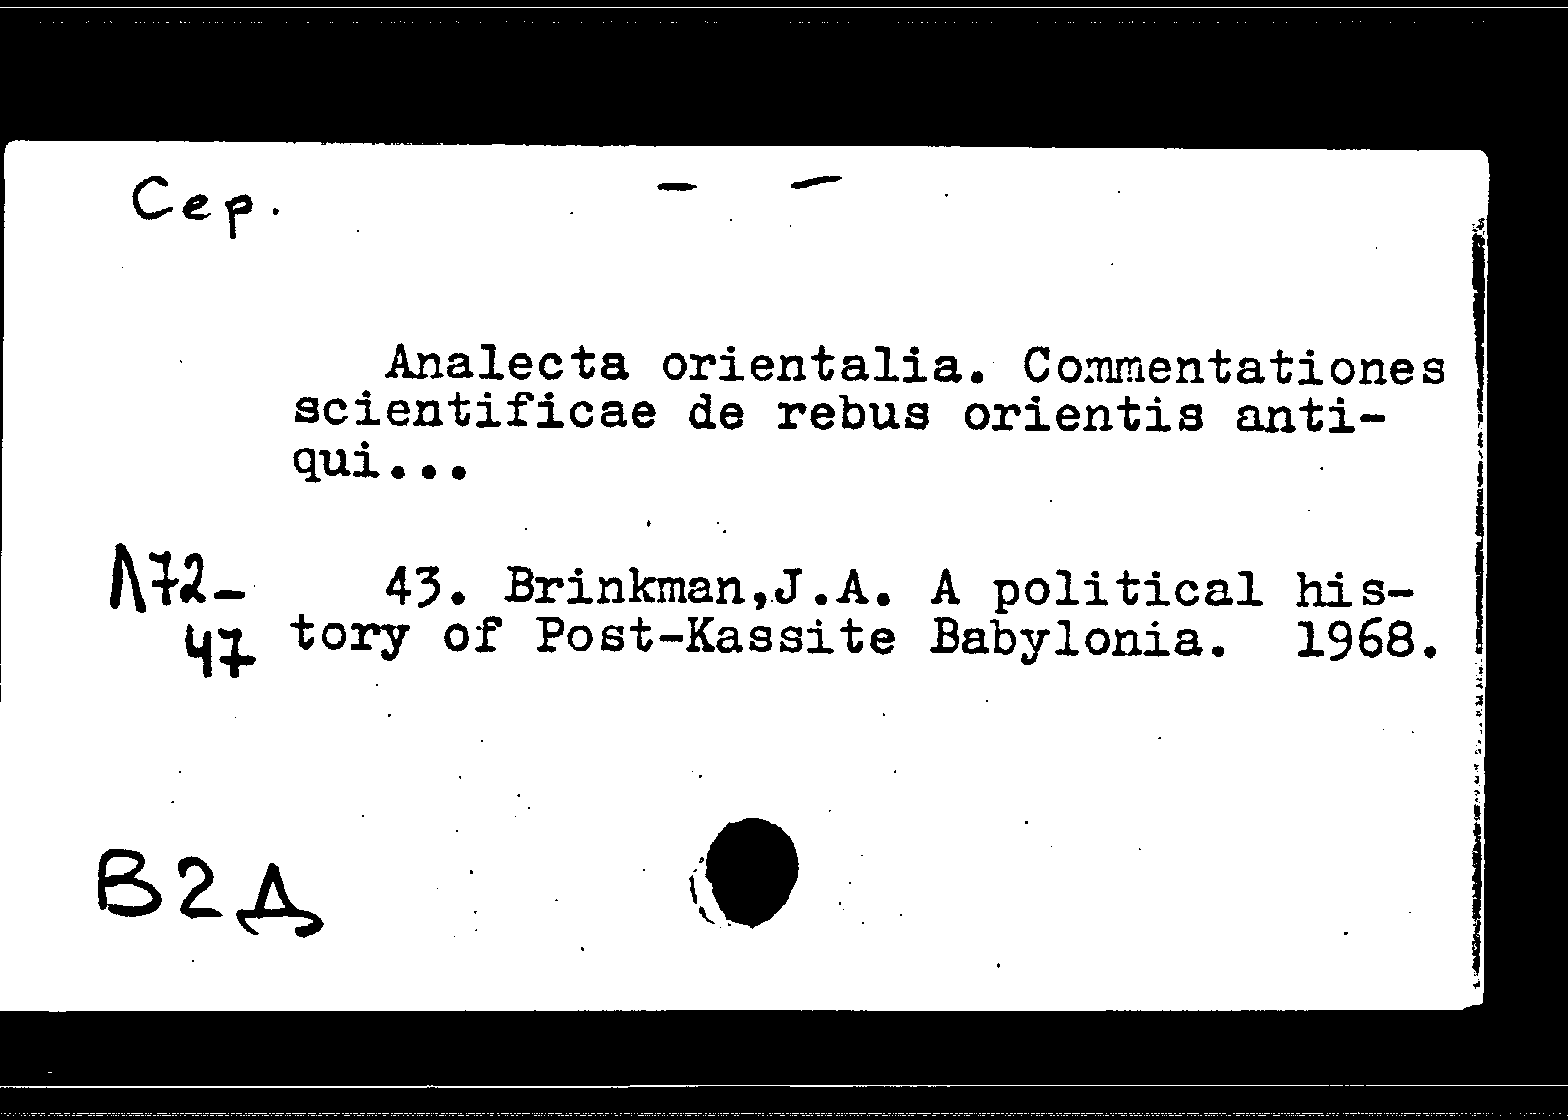 Сер.
Analecta orientalia. Commentationes
scientificae de rebus orientis anti-
qui...
Л72-
47
43. Brinkman,J.A. A political his-
tory of Post-Kassite Babylonia. 1968.
В2Д